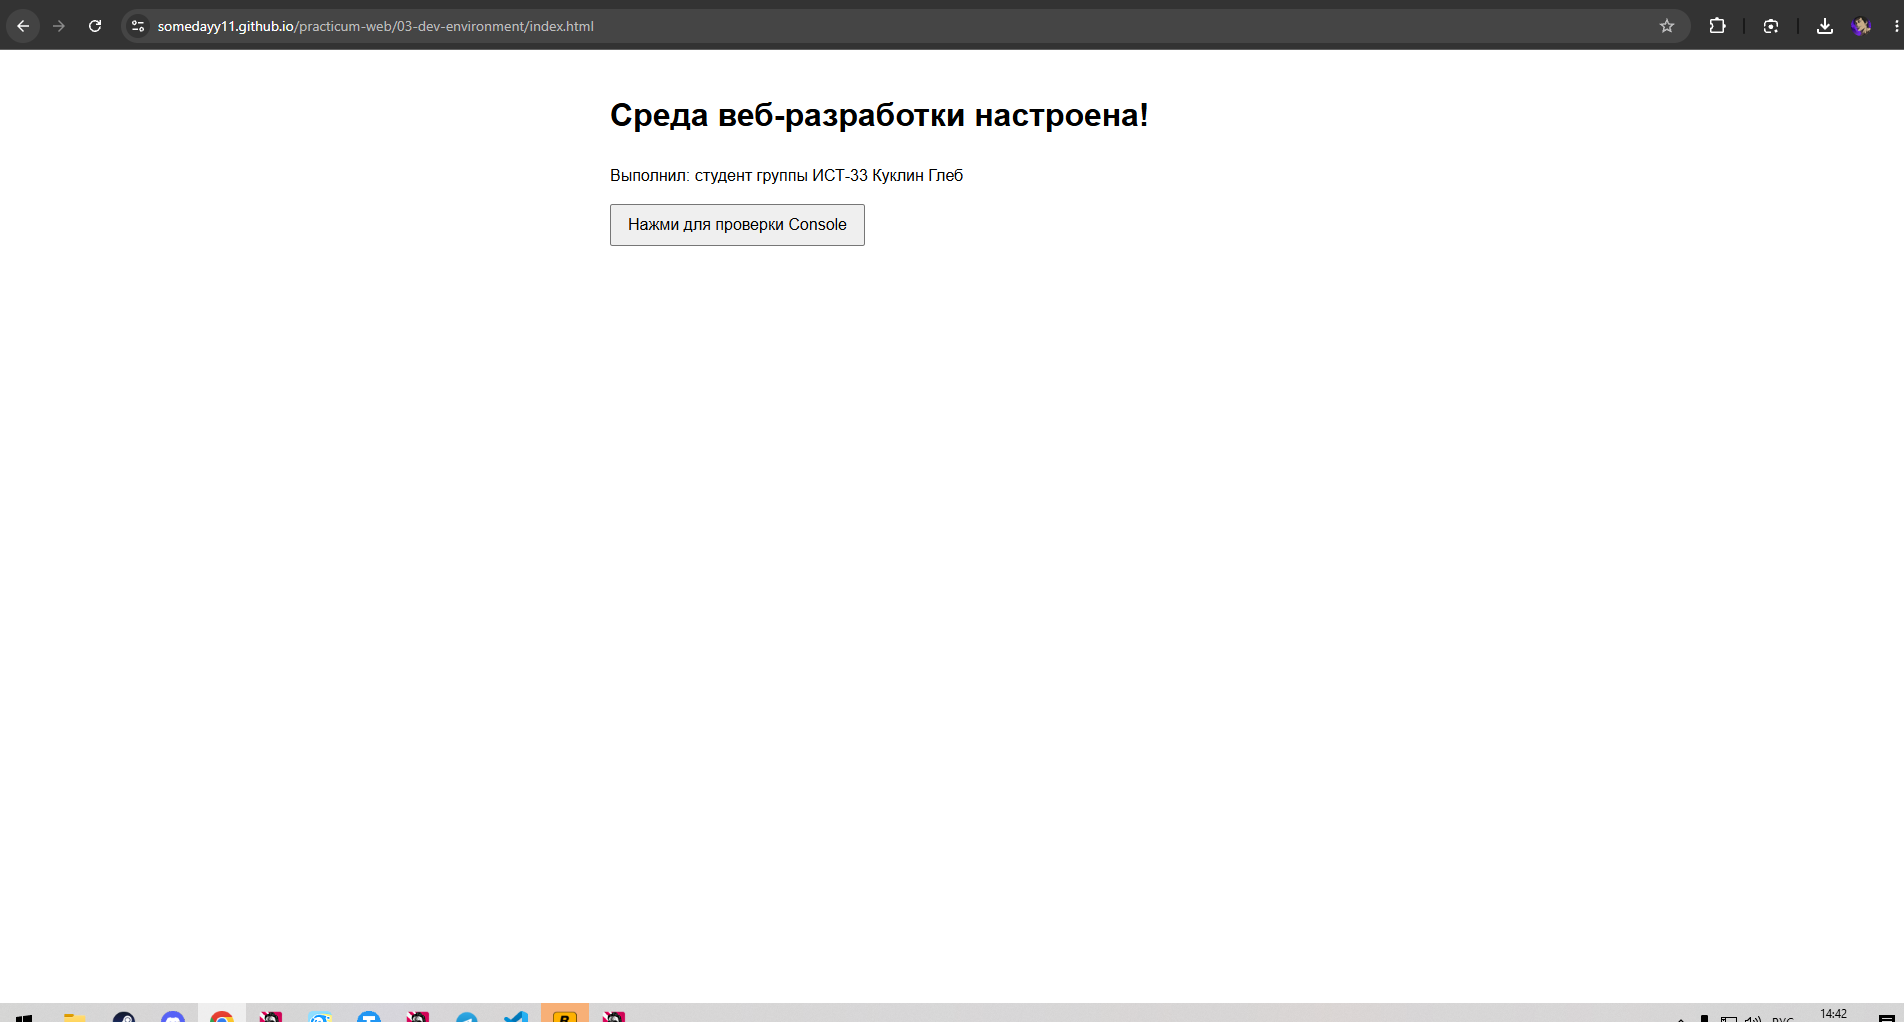 somedayy11.github.io/practicum-web/03-dev-environment/index.html
Среда веб-разработки настроена!
Выполнил: студент группы ИСТ-33 Куклин Глеб
Нажми для проверки Console
14:42
РУС